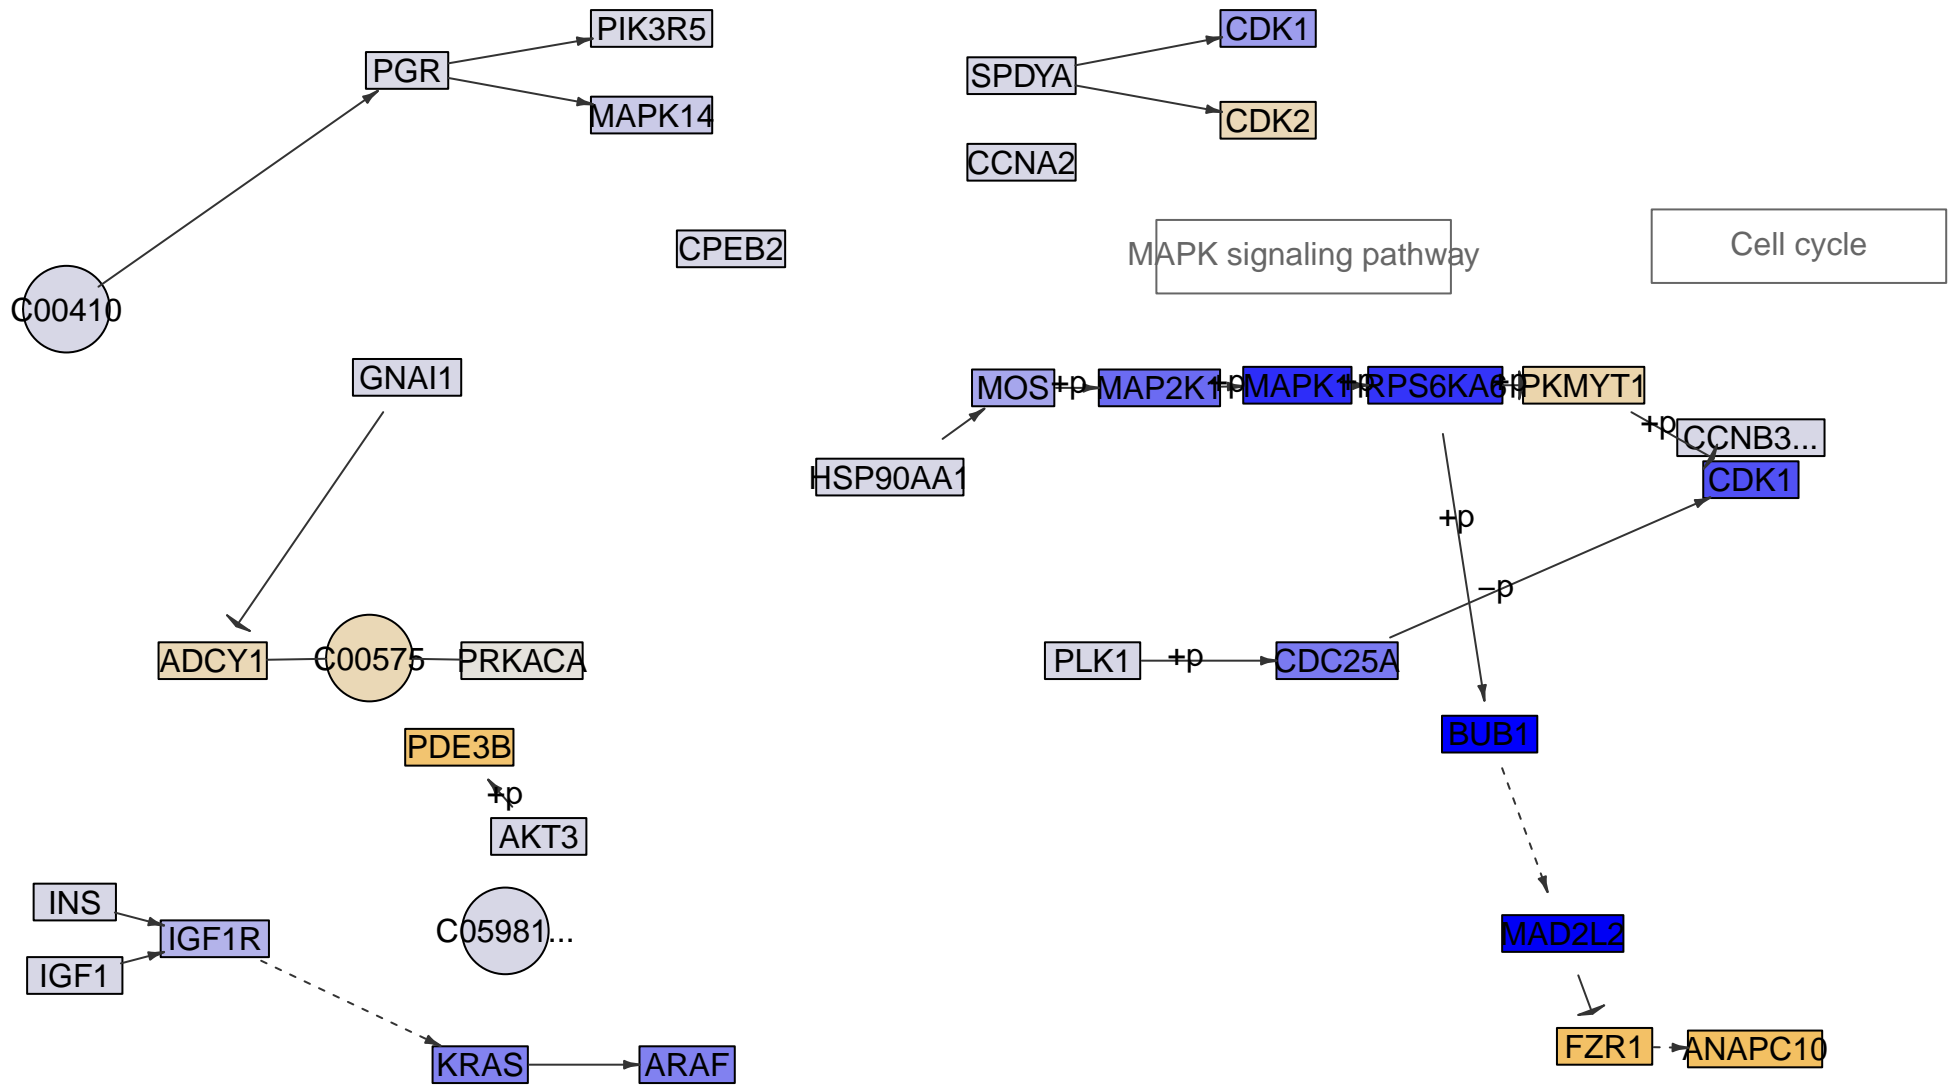 PIK3R5
CDK1
PGR
SPDYA
MAPK14
CDK2
CCNA2
CPEB2
MAPK signaling pathway
Cell cycle
C00410
GNAI1
MOS
+p
MAP2K1
+p
MAPK1
+p
RPS6KA6
+p
PKMYT1
+p
CCNB3...
HSP90AA1
CDK1
+p
–p
ADCY1
C00575
PRKACA
PLK1
+p
CDC25A
PDE3B
BUB1
+p
AKT3
INS
IGF1R
C05981...
MAD2L2
IGF1
KRAS
ARAF
FZR1
ANAPC10